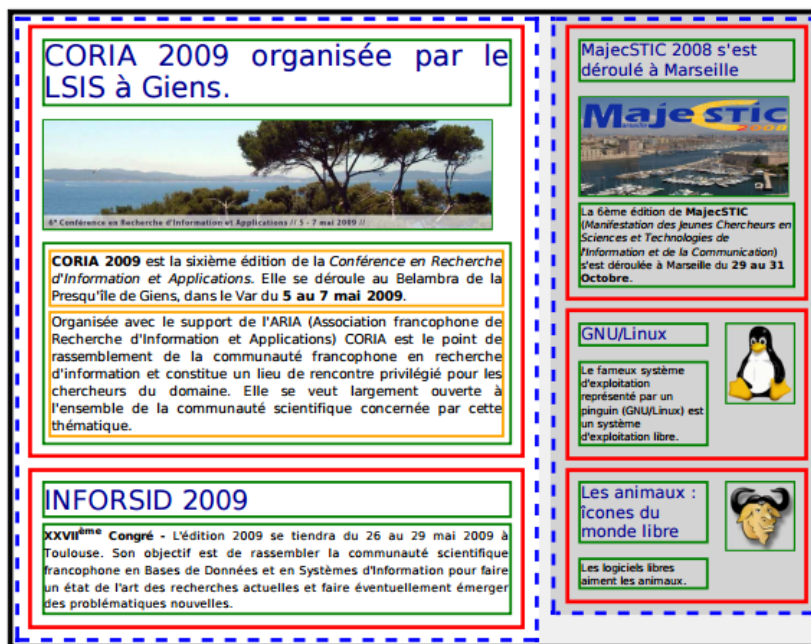 CORIA 2009 organisée par le
LSIS à Giens.
6e Conférence en Recherche d'Information et Applications // 5 - 7 mai 2009 //
CORIA 2009 est la sixième édition de la Conférence en Recherche
d'Information et Applications. Elle se déroule au Belambra de la
Presqu'île de Giens, dans le Var du 5 au 7 mai 2009.
Organisée avec le support de l'ARIA (Association francophone de
Recherche d'Information et Applications) CORIA est le point de
rassemblement de la communauté francophone en recherche
d'information et constitue un lieu de rencontre privilégié pour les
chercheurs du domaine. Elle se veut largement ouverte à
l'ensemble de la communauté scientifique concernée par cette
thématique.
INFORSID 2009
XXVIIème Congré - L'édition 2009 se tiendra du 26 au 29 mai 2009 à
Toulouse. Son objectif est de rassembler la communauté scientifique
francophone en Bases de Données et en Systèmes d'Information pour faire
un état de l'art des recherches actuelles et faire éventuellement émerger
des problématiques nouvelles.
MajecSTIC 2008 s'est
déroulé à Marseille
MajeSTIC
Marseille 2008
La 6ème édition de MajecSTIC
(Manifestation des Jeunes Chercheurs en
Sciences et Technologies de
l'Information et de la Communication)
s'est déroulée à Marseille du 29 au 31
Octobre.
GNU/Linux
Le fameux système
d'exploitation
représenté par un
pinguin (GNU/Linux) est
un système
d'exploitation libre.
Les animaux :
îcones du
monde libre
Les logiciels libres
aiment les animaux.